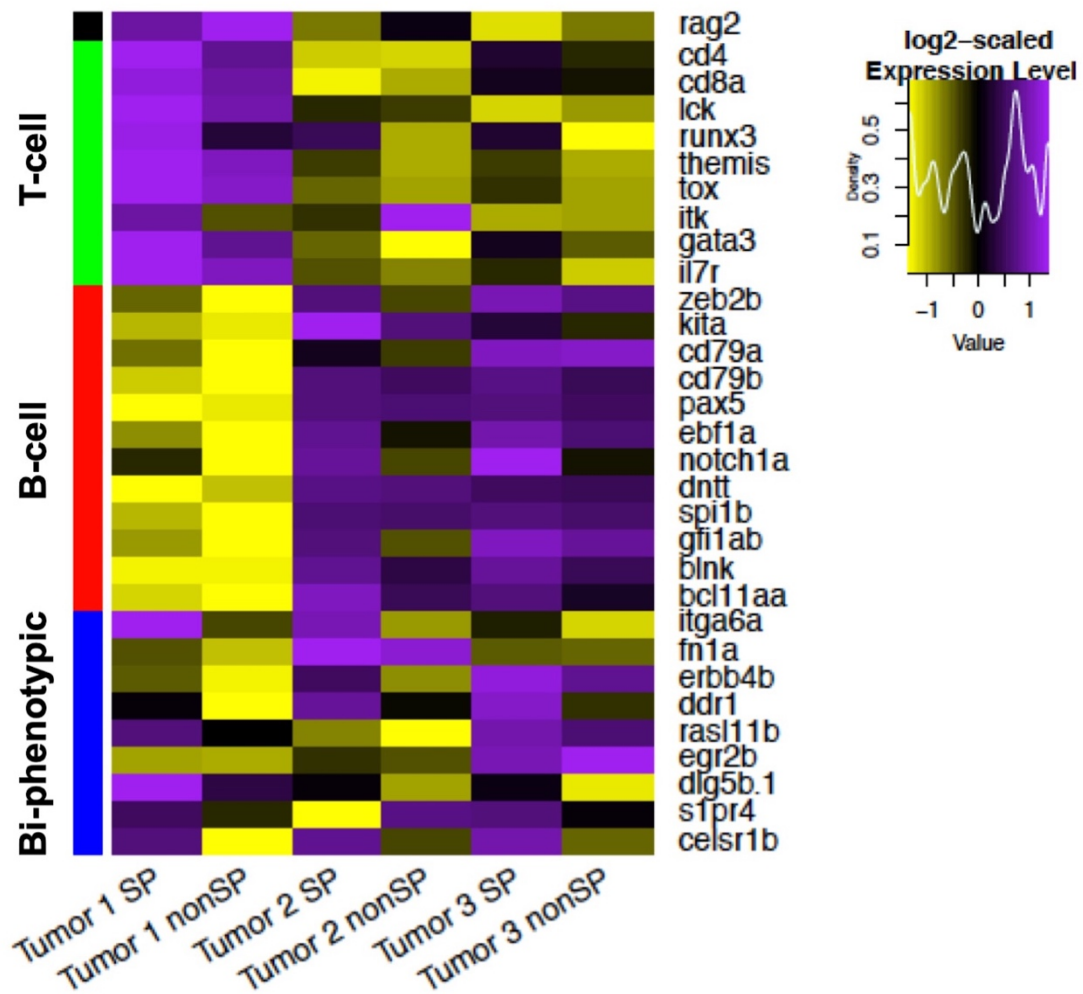 T-cell
B-cell
Bi-phenotypic
rag2
cd4
cd8a
lck
runx3
themis
tox
itk
gata3
il7r
zeb2b
kita
cd79a
cd79b
pax5
ebf1a
notch1a
dntt
spi1b
gfi1ab
blnk
bcl11aa
itga6a
fn1a
erbb4b
ddr1
rasl11b
egr2b
dlg5b.1
s1pr4
celsr1b
Tumor 1 SP
Tumor 1 nonSP
Tumor 2 SP
Tumor 2 nonSP
Tumor 3 SP
Tumor 3 nonSP
log2-scaled
Expression Level
Density
0.5
0.3
0.1
−1 0 1
Value